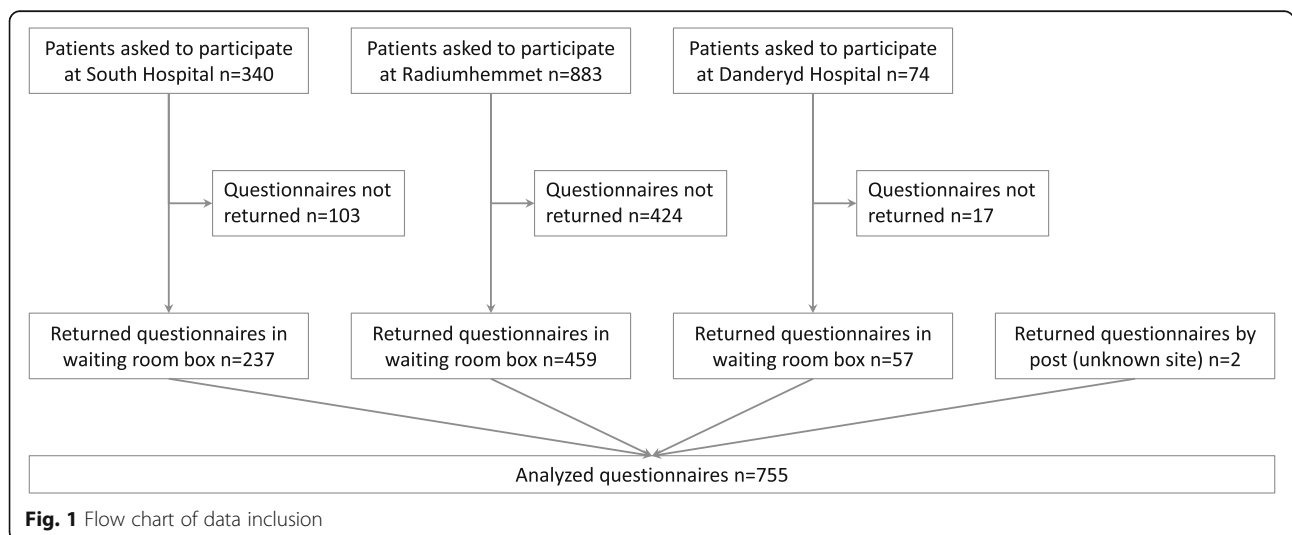 Patients asked to participate
at South Hospital n=340
Patients asked to participate
at Radiumhemmet n=883
Patients asked to participate
at Danderyd Hospital n=74
Questionnaires not
returned n=103
Questionnaires not
returned n=424
Questionnaires not
returned n=17
Returned questionnaires in
waiting room box n=237
Returned questionnaires in
waiting room box n=459
Returned questionnaires in
waiting room box n=57
Returned questionnaires by
post (unknown site) n=2
Analyzed questionnaires n=755
Fig. 1 Flow chart of data inclusion